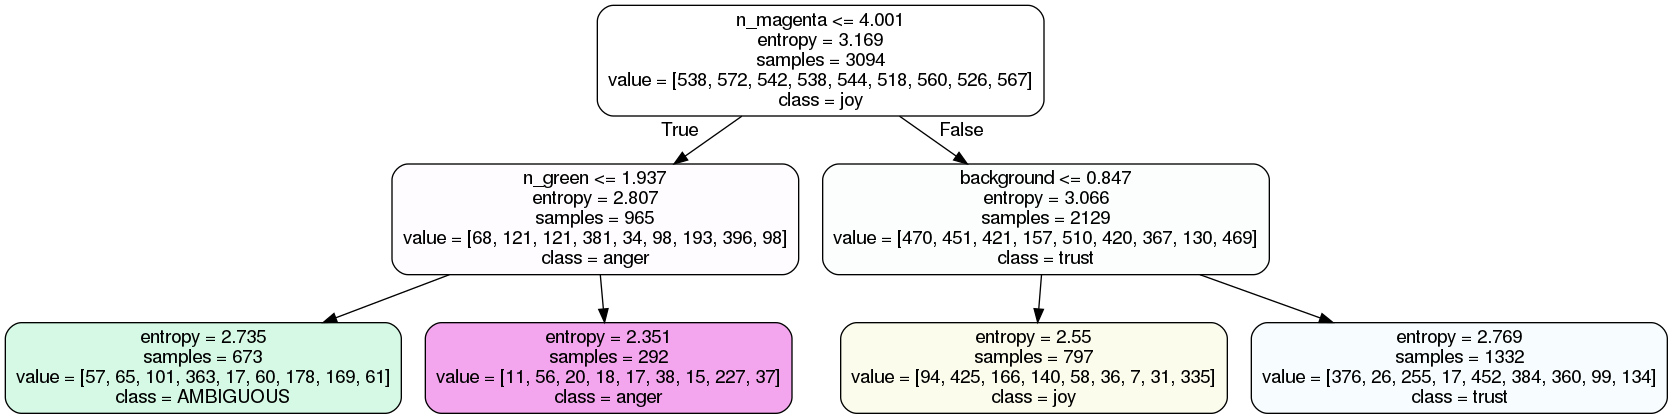 n_magenta <= 4.001
entropy = 3.169
samples = 3094
value = [538, 572, 542, 538, 544, 518, 560, 526, 567]
class = joy
True
False
n_green <= 1.937
entropy = 2.807
samples = 965
value = [68, 121, 121, 381, 34, 98, 193, 396, 98]
class = anger
background <= 0.847
entropy = 3.066
samples = 2129
value = [470, 451, 421, 157, 510, 420, 367, 130, 469]
class = trust
entropy = 2.735
samples = 673
value = [57, 65, 101, 363, 17, 60, 178, 169, 61]
class = AMBIGUOUS
entropy = 2.351
samples = 292
value = [11, 56, 20, 18, 17, 38, 15, 227, 37]
class = anger
entropy = 2.55
samples = 797
value = [94, 425, 166, 140, 58, 36, 7, 31, 335]
class = joy
entropy = 2.769
samples = 1332
value = [376, 26, 255, 17, 452, 384, 360, 99, 134]
class = trust